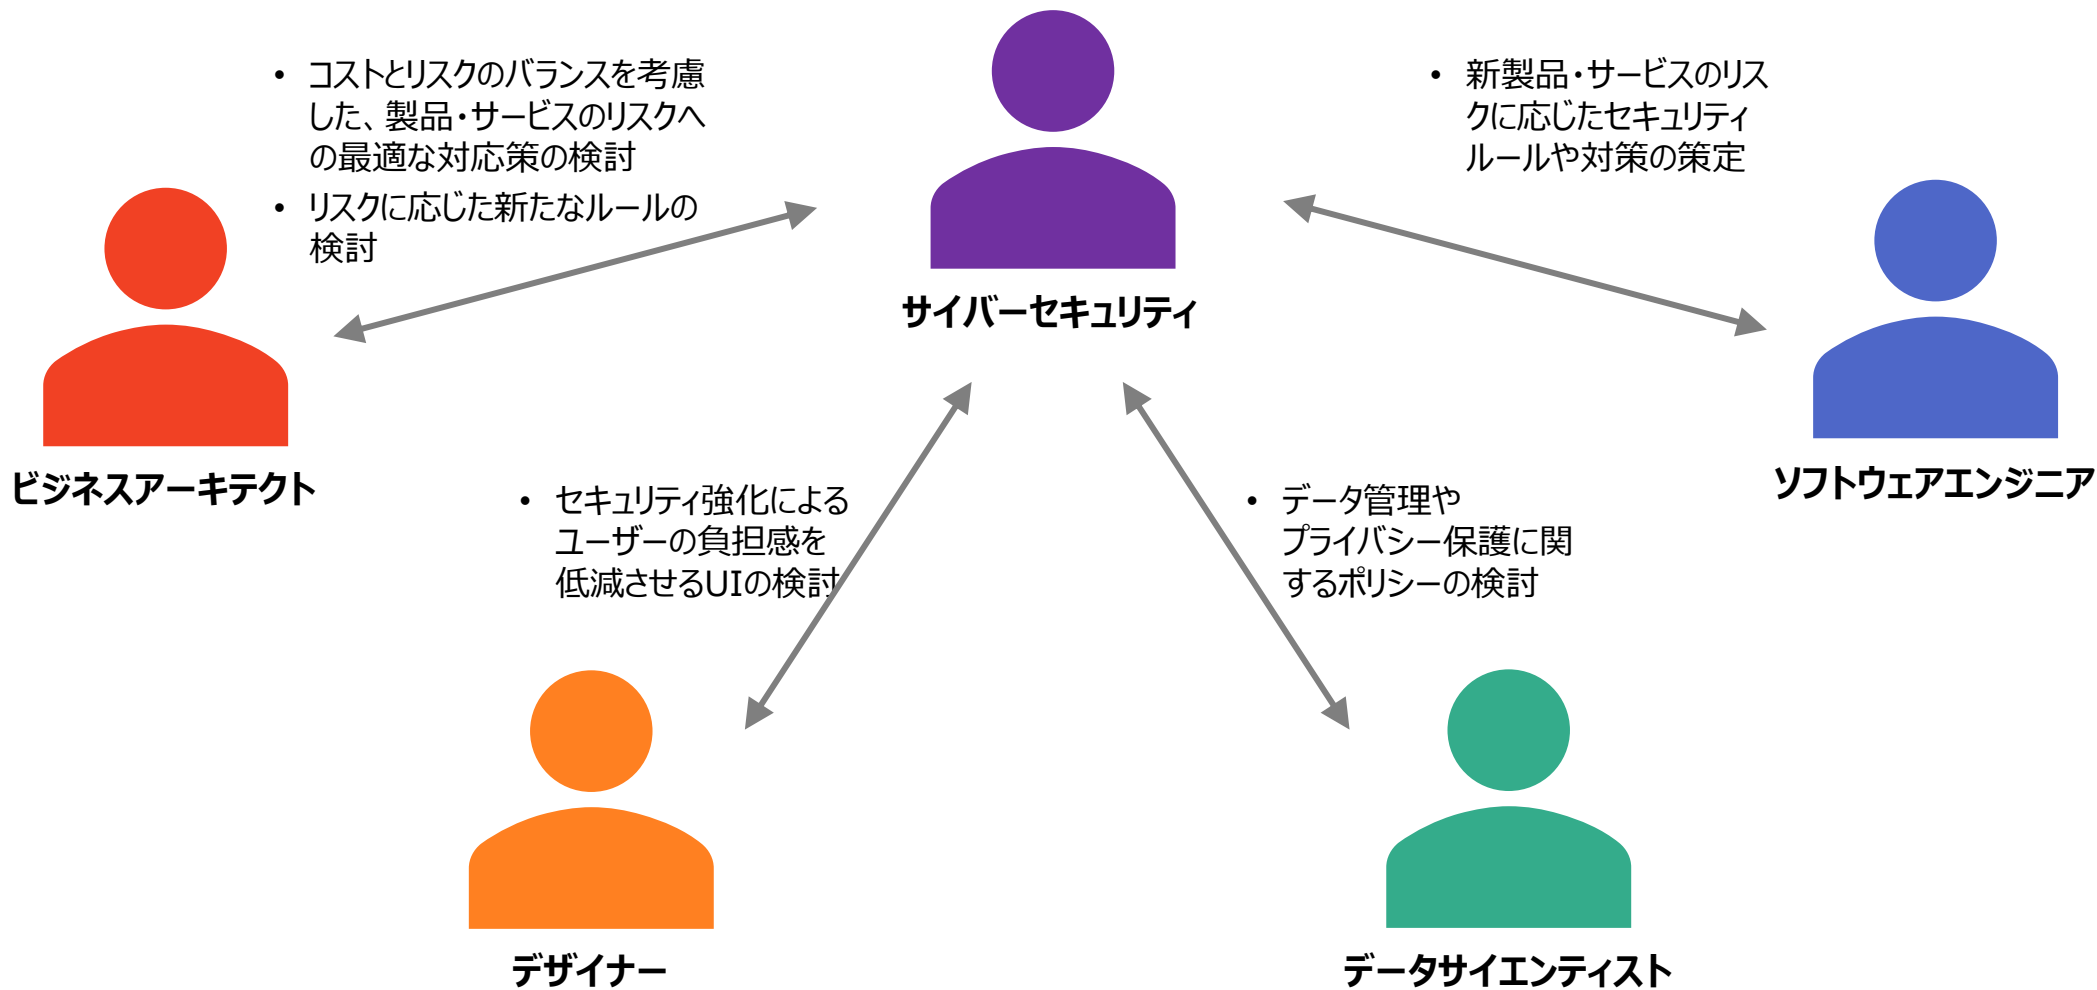 • コストとリスクのバランスを考慮
した、製品・サービスのリスクへ
の最適な対応策の検討
• リスクに応じた新たなルールの
検討
• 新製品・サービスのリス
クに応じたセキュリティ
ルールや対策の策定
サイバーセキュリティ
ビジネスアーキテクト
ソフトウェアエンジニア
• セキュリティ強化による
ユーザーの負担感を
低減させるUIの検討
• データ管理や
プライバシー保護に関
するポリシーの検討
デザイナー
データサイエンティスト